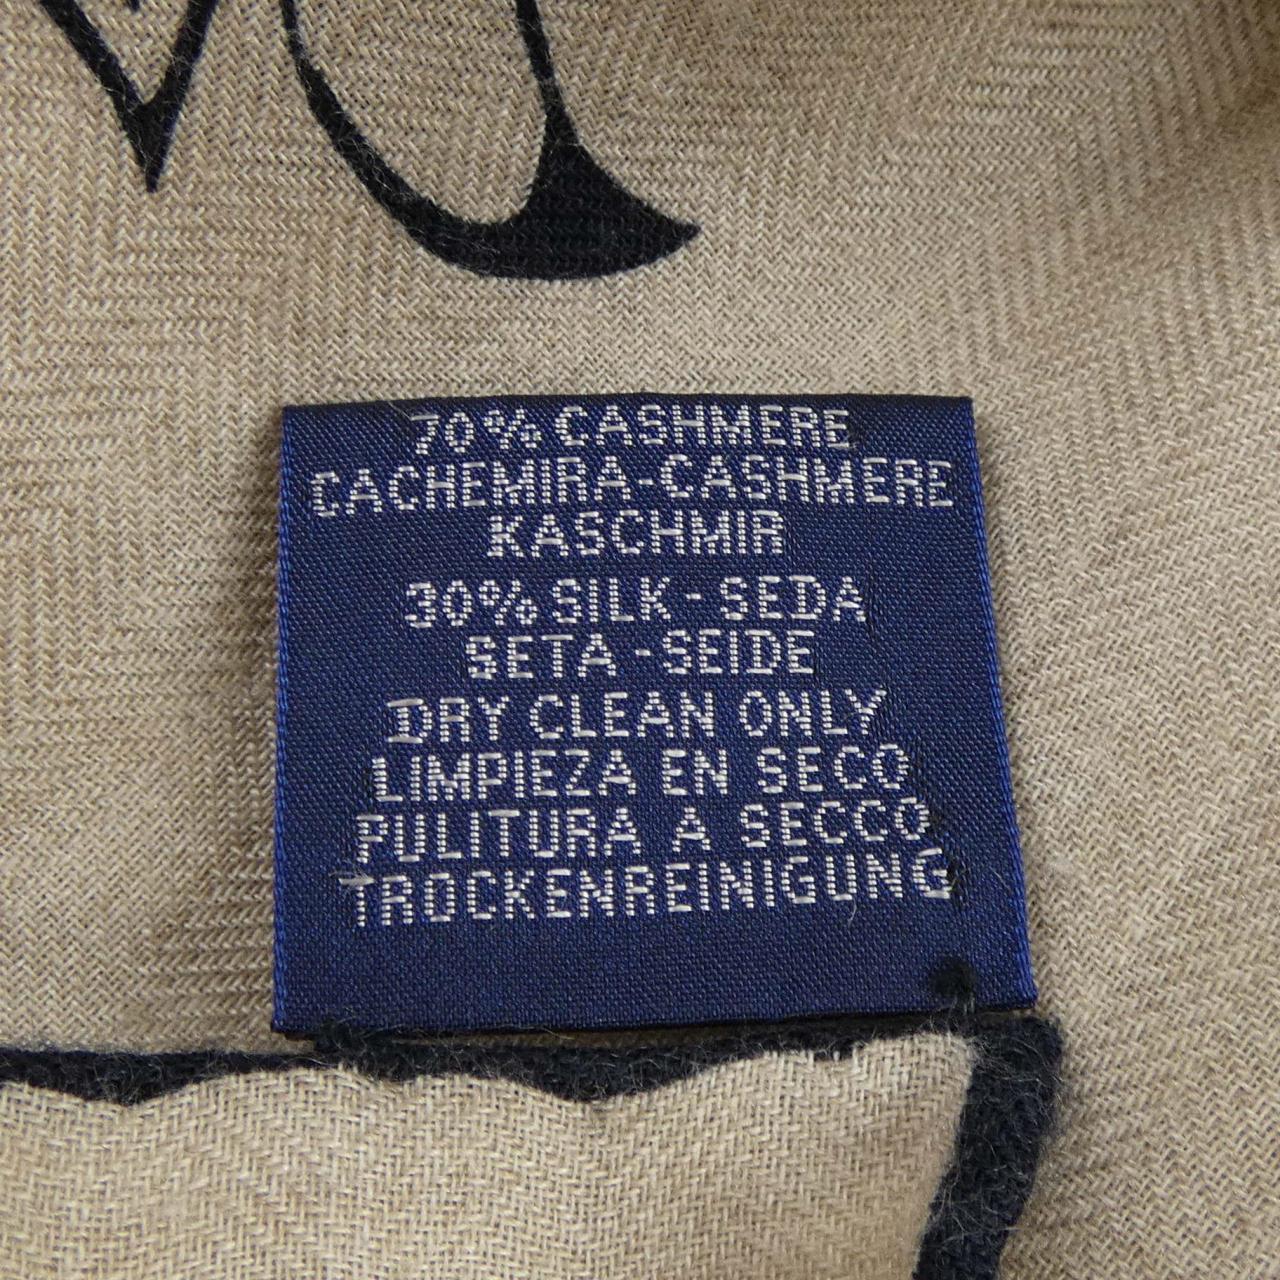 70% CASHMERE
CACHEMIRA-CASHMERE
KASCHMIR
30% SILK - SEDA
SETA - SEIDE
DRY CLEAN ONLY
LIMPIEZA EN SECO
PULITURA A SECCO
TROCKENREINIGUNG